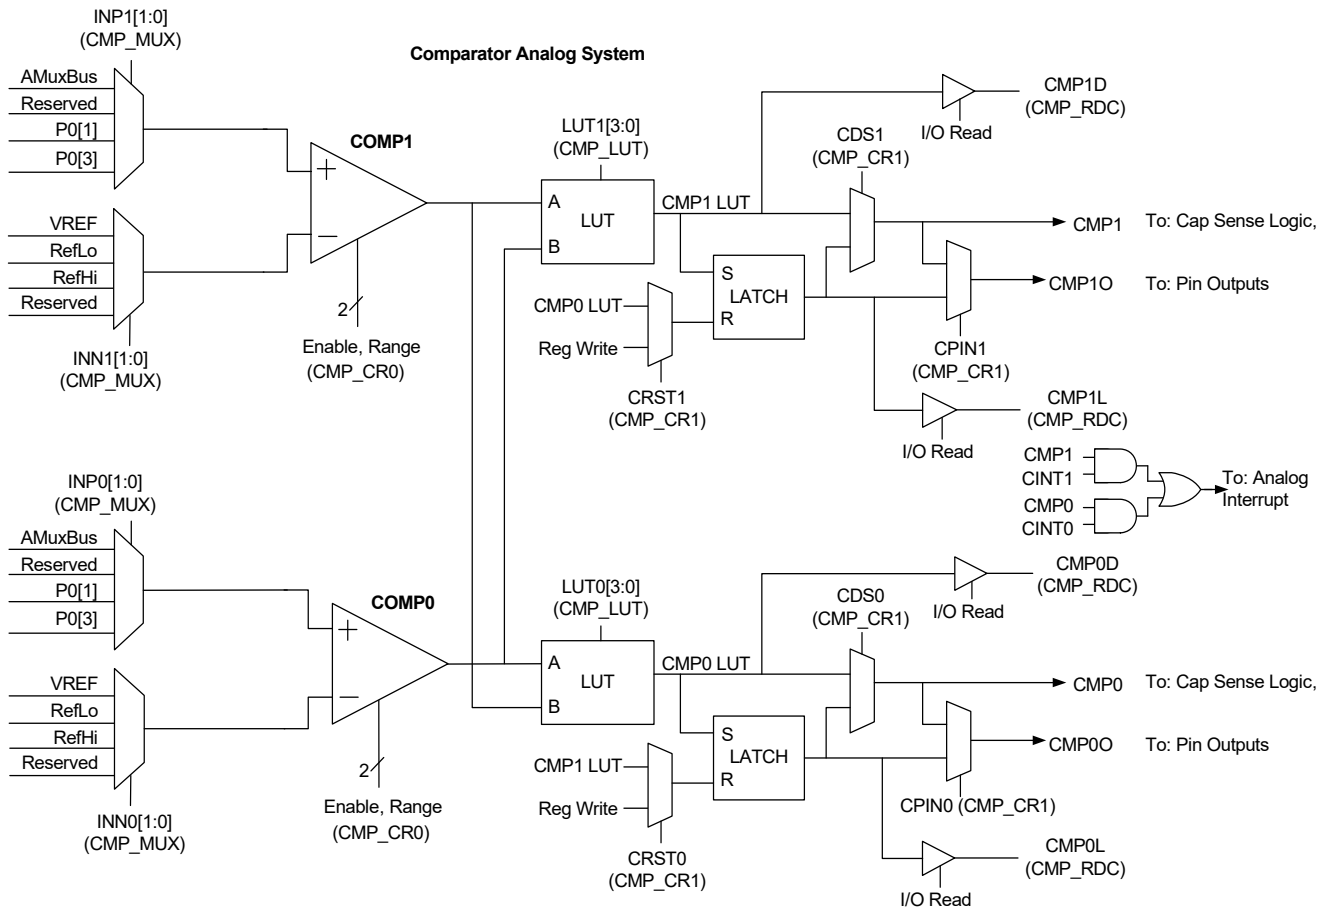 INP1[1:0]
(CMP_MUX)
Comparator Analog System
AMuxBus
Reserved
P0[1]
P0[3]
COMP1
+
−
VREF
RefLo
RefHi
Reserved
INN1[1:0]
(CMP_MUX)
2
Enable, Range
(CMP_CR0)
LUT1[3:0]
(CMP_LUT)
A
B
LUT
CMP1 LUT
CDS1
(CMP_CR1)
I/O Read
CMP1D
(CMP_RDC)
CMP1 To: Cap Sense Logic,
CMP1O To: Pin Outputs
S
LATCH
R
CMP0 LUT
Reg Write
CRST1
(CMP_CR1)
CPIN1
(CMP_CR1)
CMP1L
(CMP_RDC)
I/O Read
CMP1
CINT1
CMP0
CINT0
To: Analog
Interrupt
INP0[1:0]
(CMP_MUX)
AMuxBus
Reserved
P0[1]
P0[3]
COMP0
+
−
VREF
RefLo
RefHi
Reserved
INN0[1:0]
(CMP_MUX)
2
Enable, Range
(CMP_CR0)
LUT0[3:0]
(CMP_LUT)
A
B
LUT
CMP0 LUT
CDS0
(CMP_CR1)
I/O Read
CMP0D
(CMP_RDC)
CMP0 To: Cap Sense Logic,
CMP0O To: Pin Outputs
S
LATCH
R
CMP1 LUT
Reg Write
CRST0
(CMP_CR1)
CPIN0 (CMP_CR1)
CMP0L
(CMP_RDC)
I/O Read